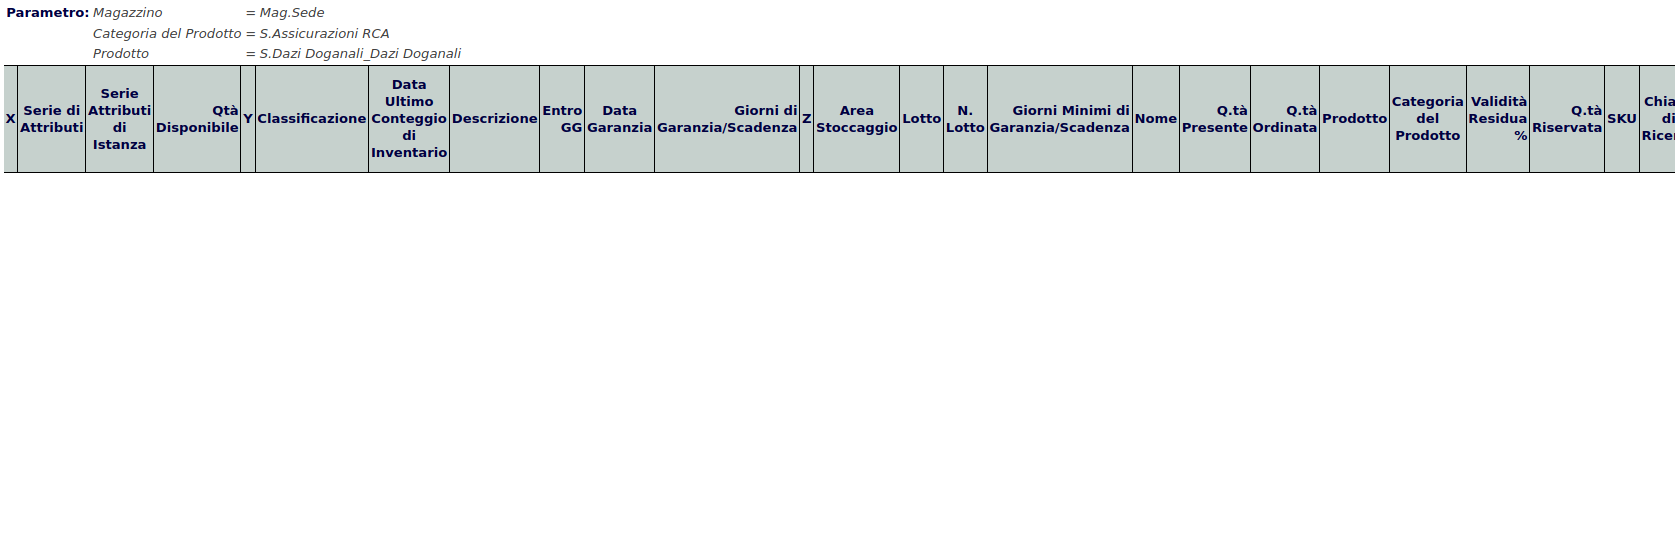 Parametro: Magazzino = Mag.Sede
Categoria del Prodotto = S.Assicurazioni RCA
Prodotto = S.Dazi Doganali_Dazi Doganali
X
Serie di
Attributi
Serie
Attributi
di
Istanza
Qtà
Disponibile
Y
Classificazione
Data
Ultimo
Conteggio
di
Inventario
Descrizione
Entro
GG
Data
Garanzia
Giorni di
Garanzia/Scadenza
Z
Area
Stoccaggio
Lotto
N.
Lotto
Giorni Minimi di
Garanzia/Scadenza
Nome
Q.tà
Presente
Q.tà
Ordinata
Prodotto
Categoria
del
Prodotto
Validità
Residua
%
Q.tà
Riservata
SKU
Chia
di
Ricer